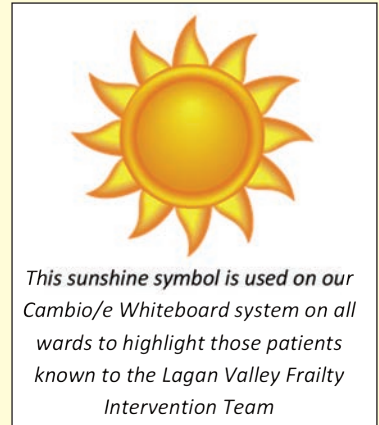 This sunshine symbol is used on our
Cambio/e Whiteboard system on all
wards to highlight those patients
known to the Lagan Valley Frailty
Intervention Team